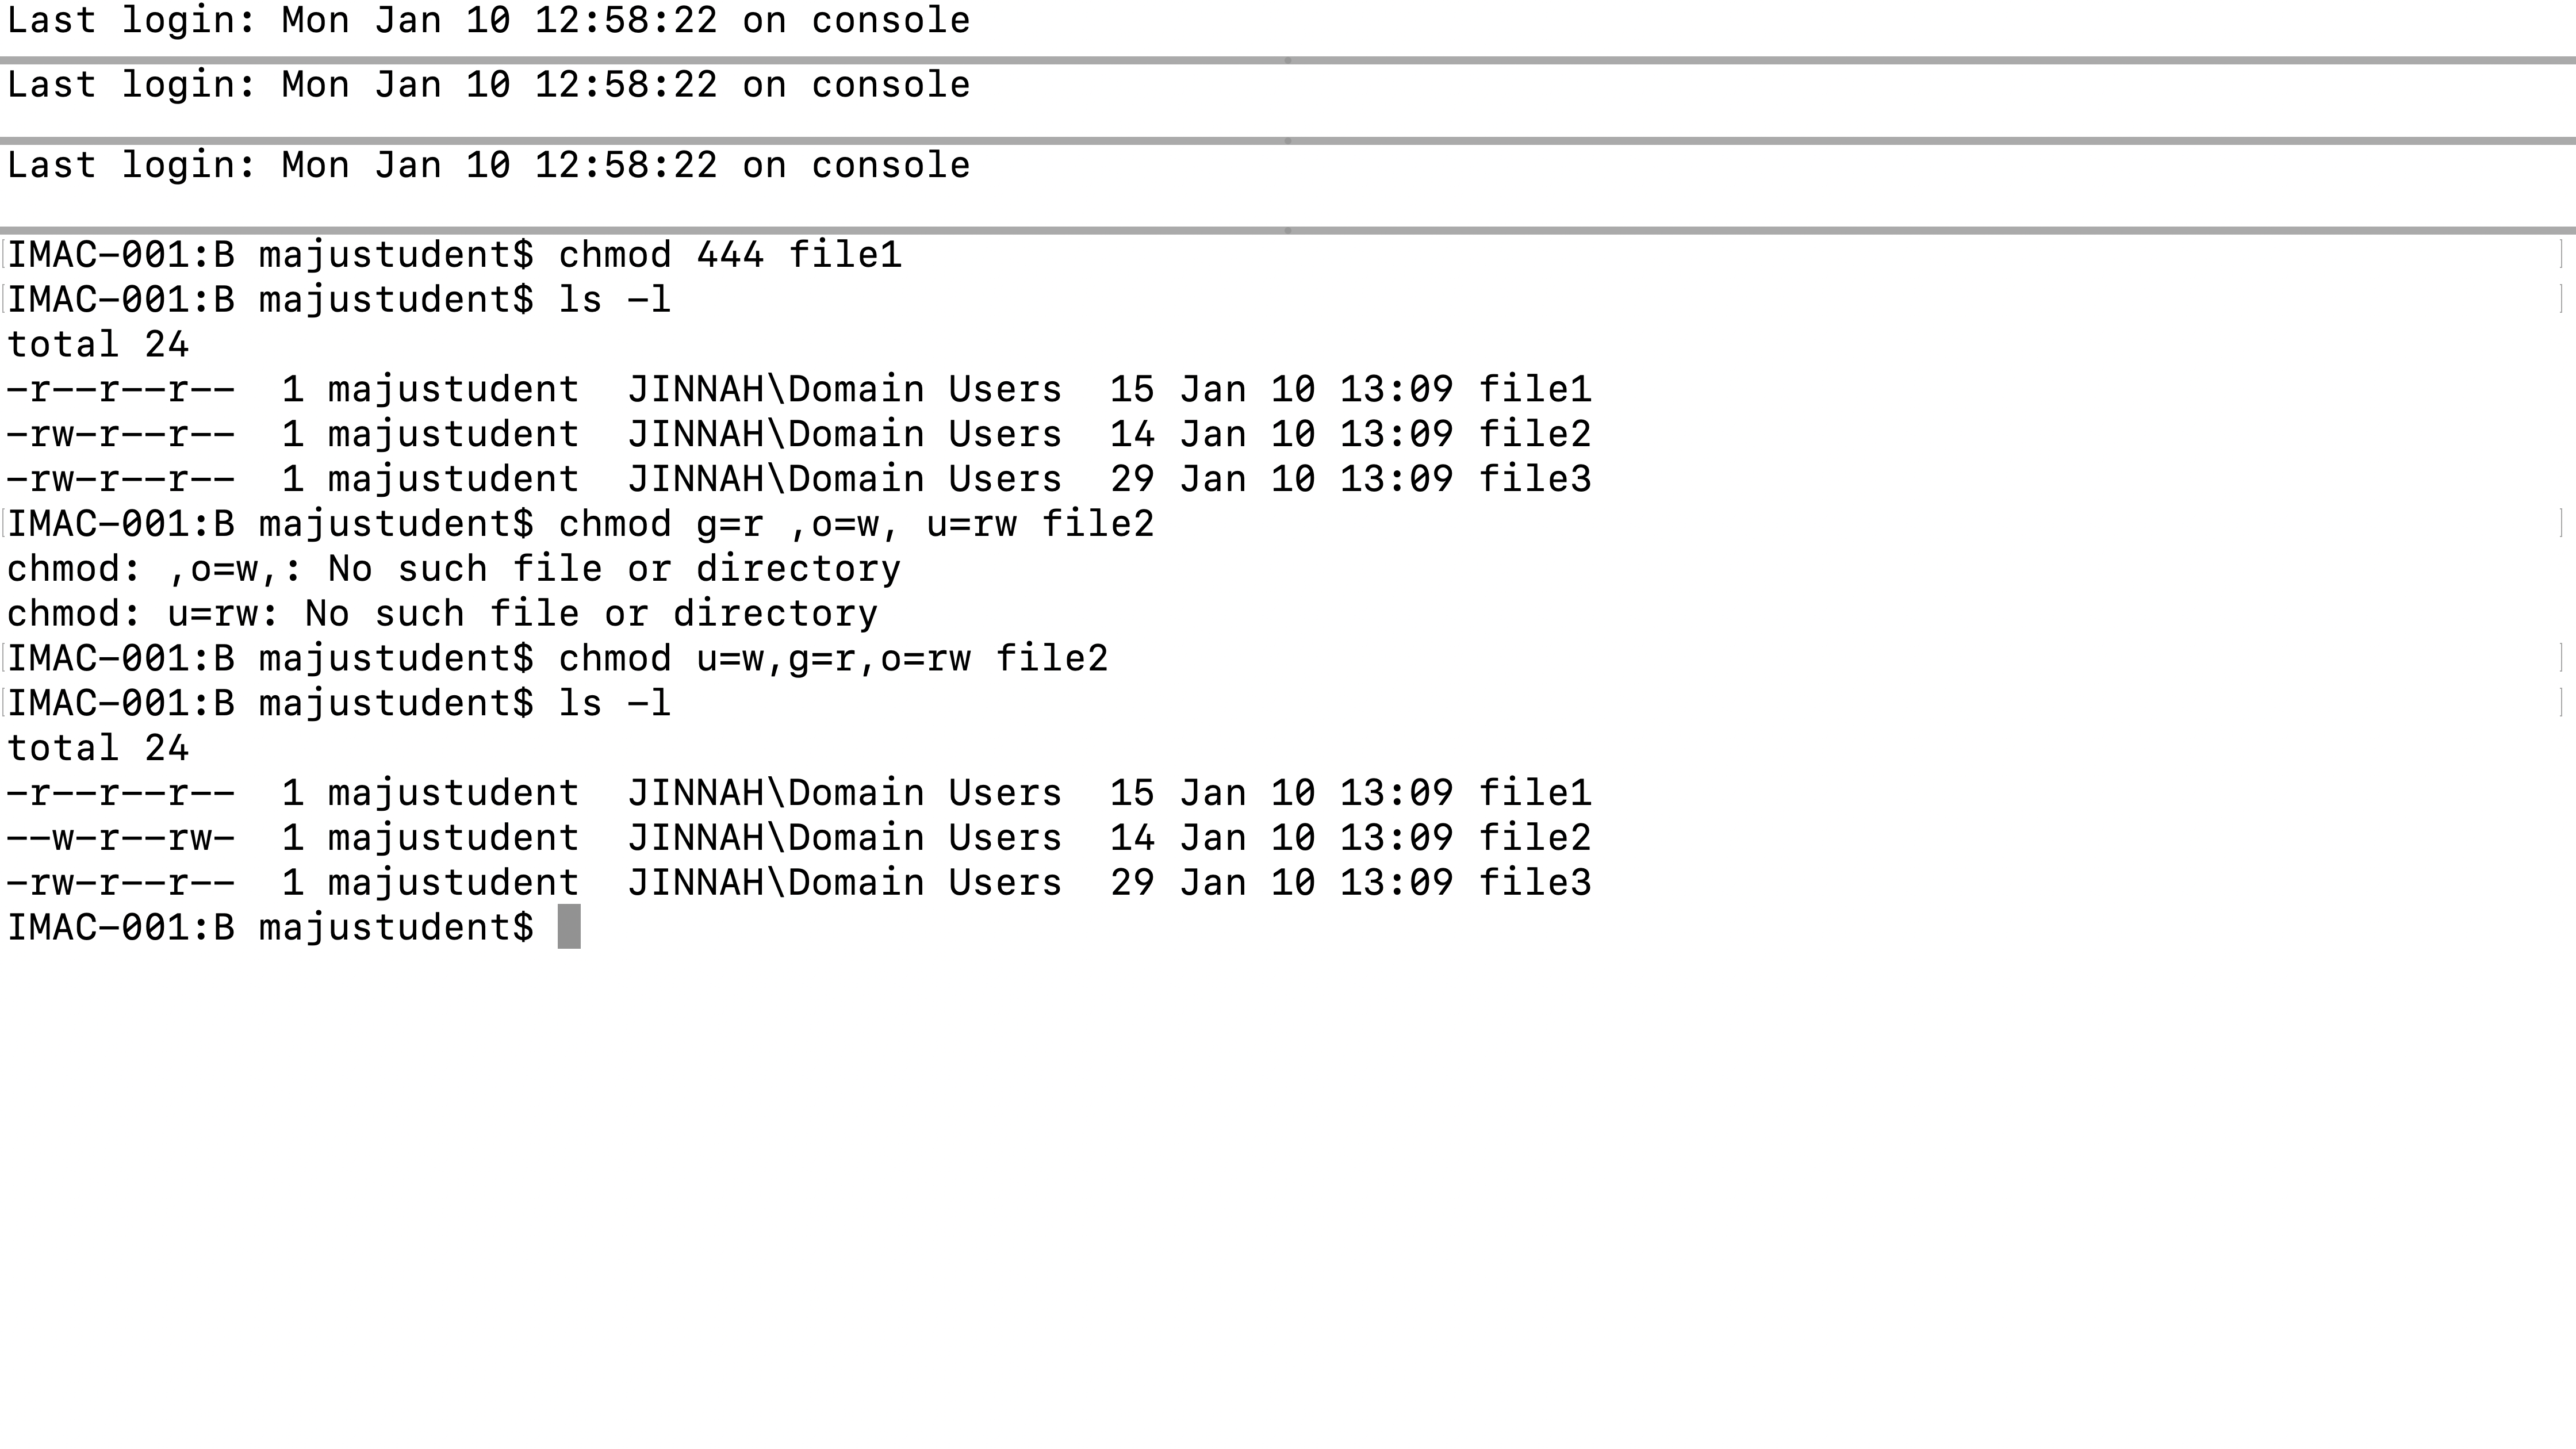 Last login: Mon Jan 10 12:58:22 on console
Last login: Mon Jan 10 12:58:22 on console
Last login: Mon Jan 10 12:58:22 on console
IMAC-001:B majustudent$ chmod 444 file1
IMAC-001:B majustudent$ ls -l
total 24
-r--r--r--  1 majustudent  JINNAH\Domain Users  15 Jan 10 13:09 file1
-rw-r--r--  1 majustudent  JINNAH\Domain Users  14 Jan 10 13:09 file2
-rw-r--r--  1 majustudent  JINNAH\Domain Users  29 Jan 10 13:09 file3
IMAC-001:B majustudent$ chmod g=r ,o=w, u=rw file2
chmod: ,o=w,: No such file or directory
chmod: u=rw: No such file or directory
IMAC-001:B majustudent$ chmod u=w,g=r,o=rw file2
IMAC-001:B majustudent$ ls -l
total 24
-r--r--r--  1 majustudent  JINNAH\Domain Users  15 Jan 10 13:09 file1
--w-r--rw-  1 majustudent  JINNAH\Domain Users  14 Jan 10 13:09 file2
-rw-r--r--  1 majustudent  JINNAH\Domain Users  29 Jan 10 13:09 file3
IMAC-001:B majustudent$